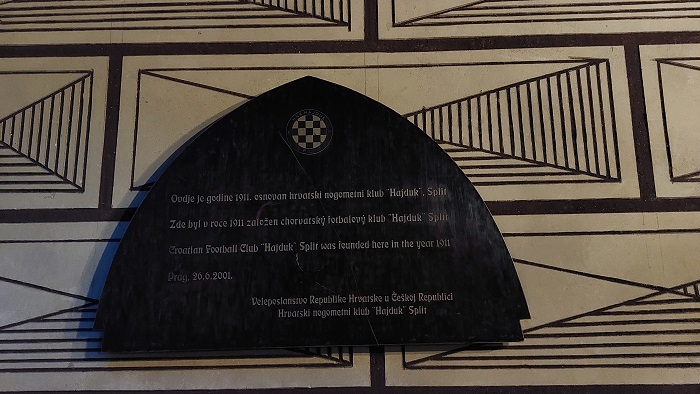 Ovdje je godine 1911. osnovan hrvatski nogometni klub "Hajduk", Split
Zde byl v roce 1911 založen chorvatský fotbalový klub "Hajduk" Split
Croatian Football Club "Hajduk" Split was founded here in the year 1911
Prag, 26.6.2001.
Veleposlanstvo Republike Hrvatske u Češkoj Republici
Hrvatski nogometni klub "Hajduk" Split